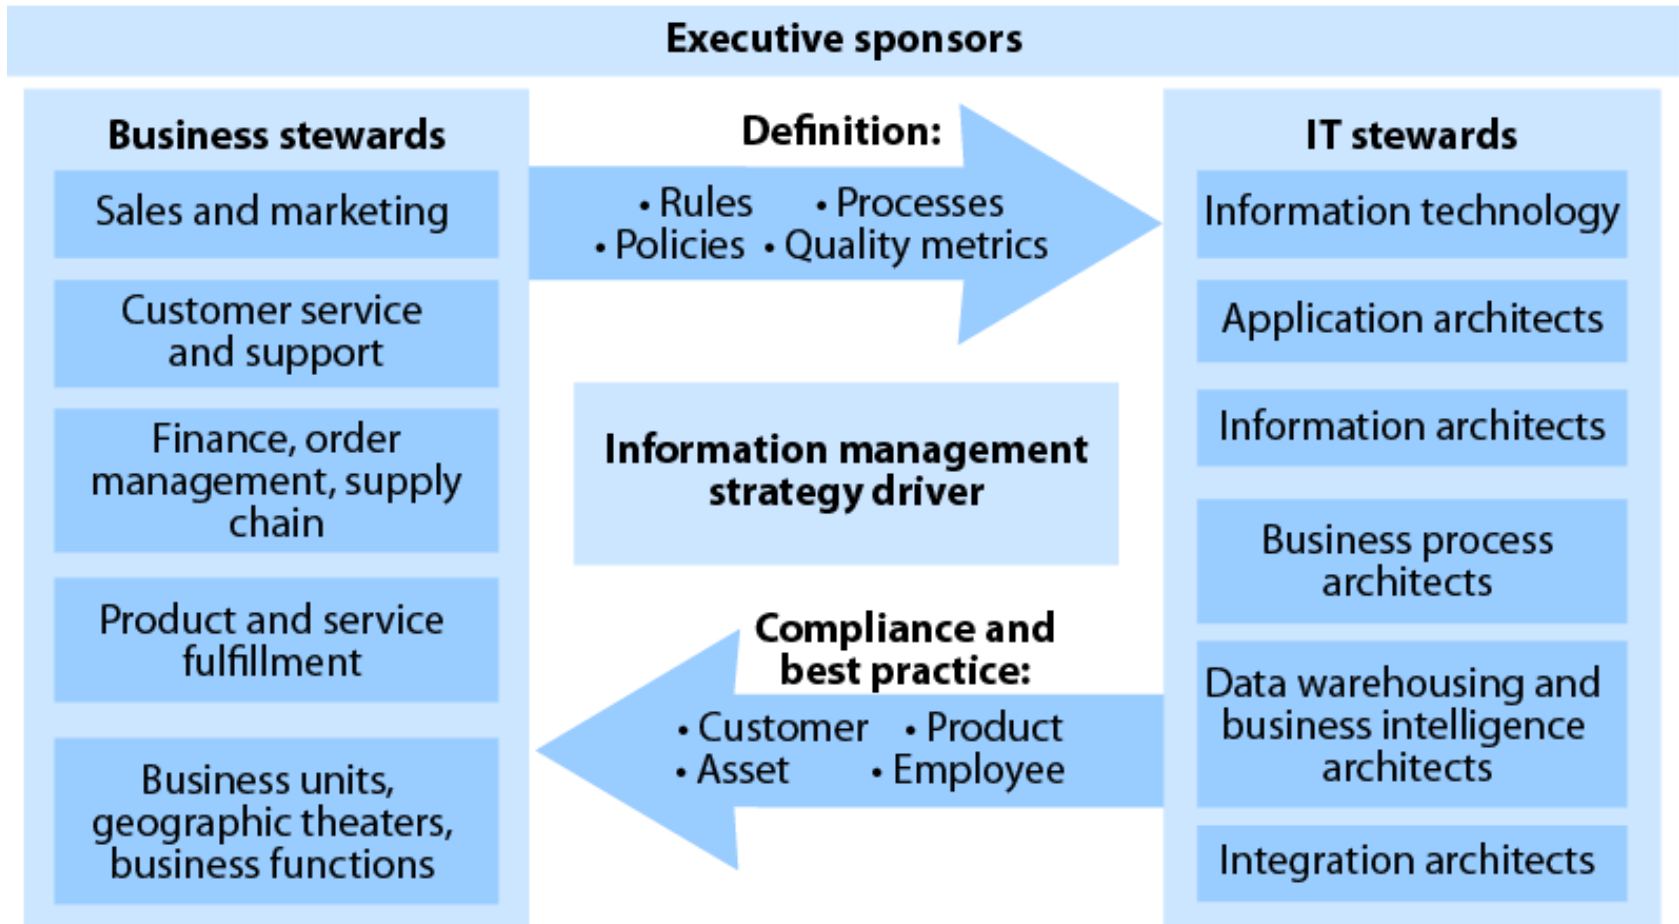 Executive sponsors
Business stewards
Sales and marketing
Customer service
and support
Finance, order
management, supply
chain
Product and service
fulfillment
Business units,
geographic theaters,
business functions
Definition:
• Rules • Processes
• Policies • Quality metrics
Information management
strategy driver
Compliance and
best practice:
• Customer • Product
• Asset • Employee
IT stewards
Information technology
Application architects
Information architects
Business process
architects
Data warehousing and
business intelligence
architects
Integration architects